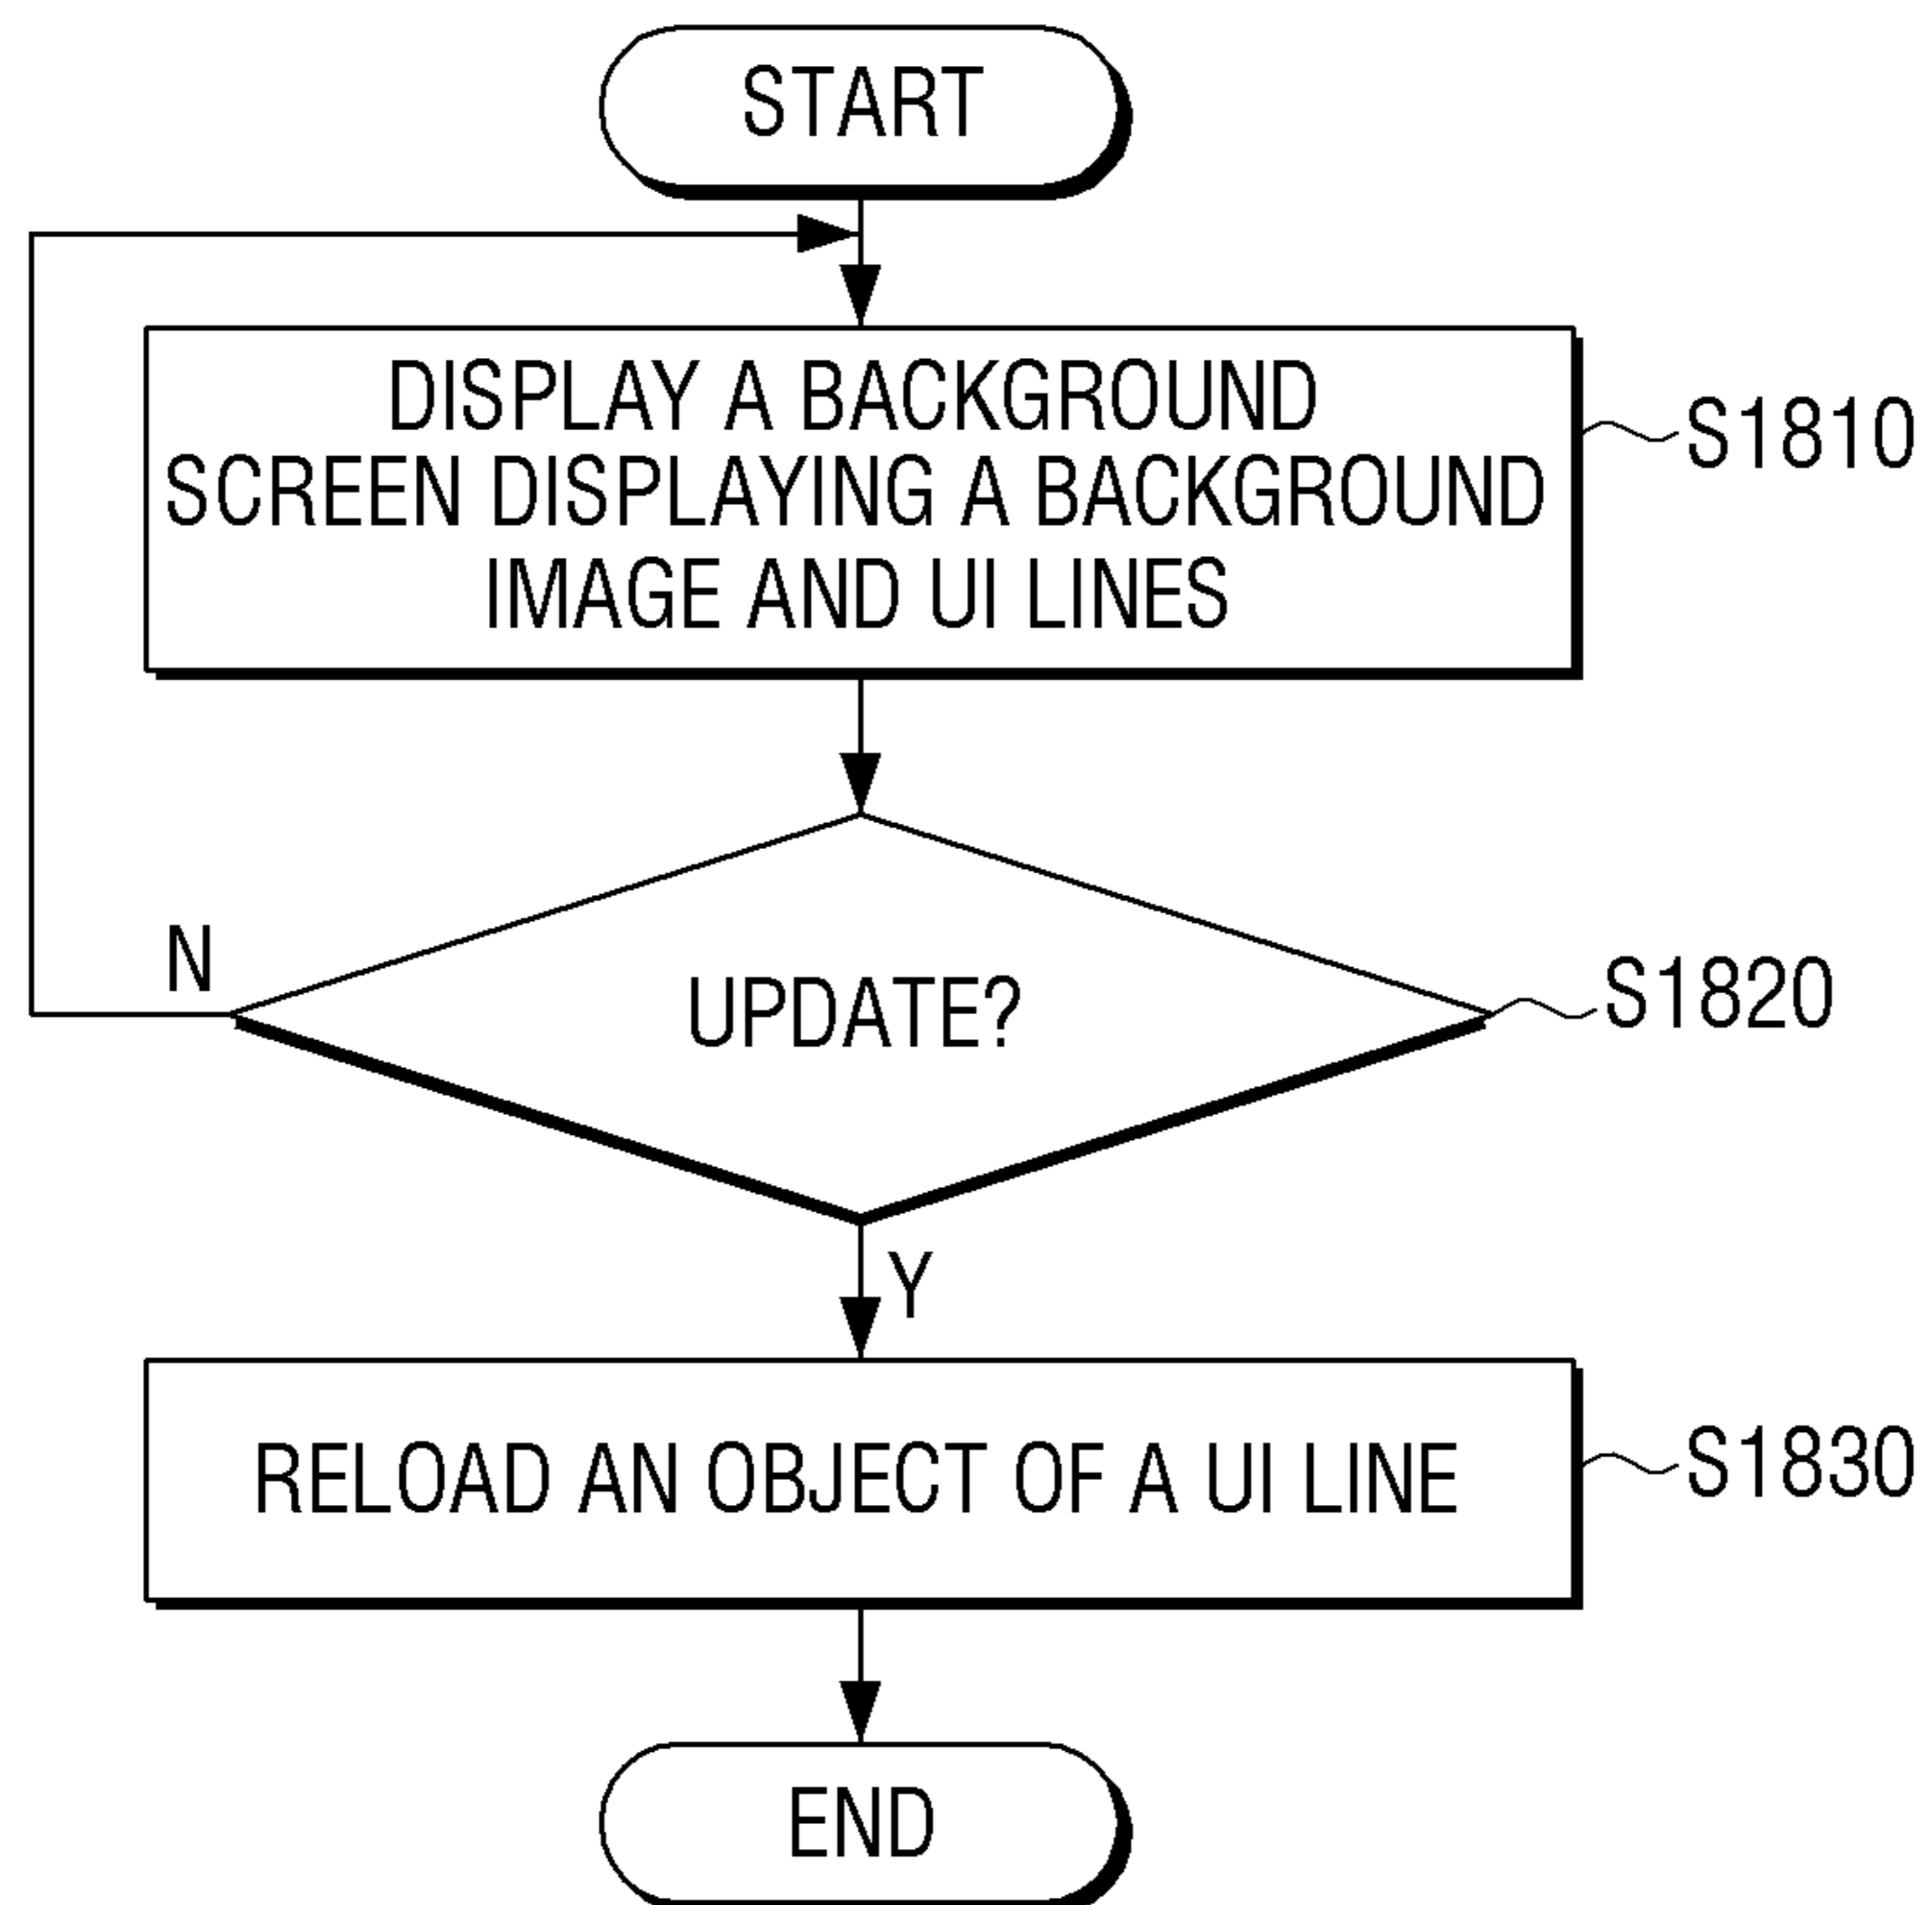 START
DISPLAY A BACKGROUND
SCREEN DISPLAYING A BACKGROUND
IMAGE AND UI LINES
S1810
N
UPDATE?
S1820
Y
RELOAD AN OBJECT OF A UI LINE
S1830
END